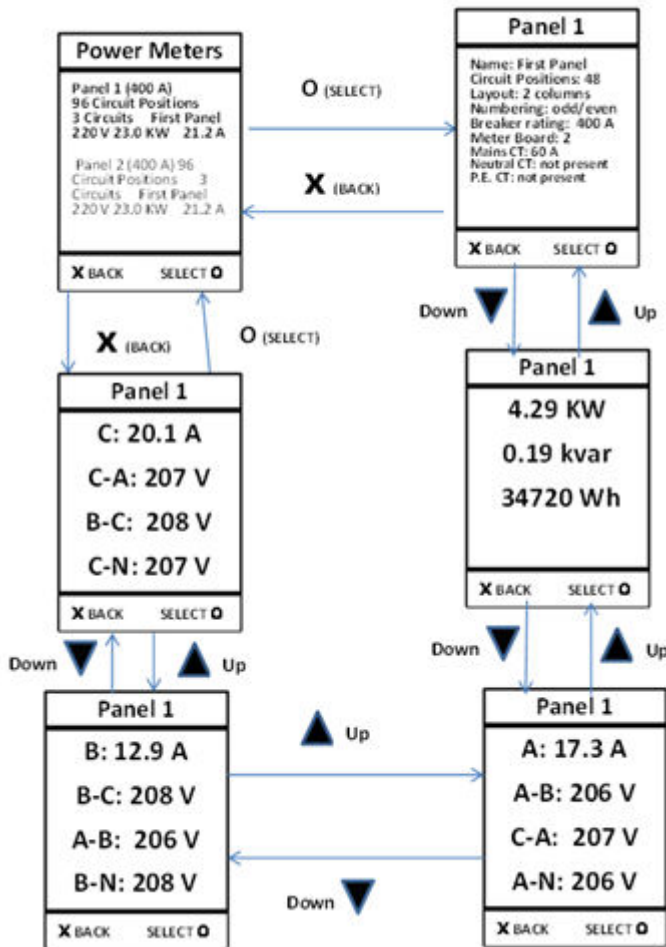 Power Meters
Panel 1 (400 A)
96 Circuit Positions
3 Circuits First Panel
220 V 23.0 KW 21.2 A
Panel 2 (400 A) 96
Circuit Positions 3
Circuits First Panel
220 V 23.0 KW 21.2 A
X BACK SELECT O
O (SELECT)
X (BACK)
Panel 1
Name: First Panel
Circuit Positions: 48
Layout: 2 columns
Numbering: odd/even
Breaker rating: 400 A
Meter Board: 2
Mains CT: 60 A
Neutral CT: not present
P.E. CT: not present
X BACK SELECT O
X (BACK)
O (SELECT)
Down
Up
Panel 1
C: 20.1 A
C-A: 207 V
B-C: 208 V
C-N: 207 V
X BACK SELECT O
Panel 1
4.29 KW
0.19 kvar
34720 Wh
X BACK SELECT O
Down
Up
Down
Up
Panel 1
B: 12.9 A
B-C: 208 V
A-B: 206 V
B-N: 208 V
X BACK SELECT O
Up
Down
Panel 1
A: 17.3 A
A-B: 206 V
C-A: 207 V
A-N: 206 V
X BACK SELECT O